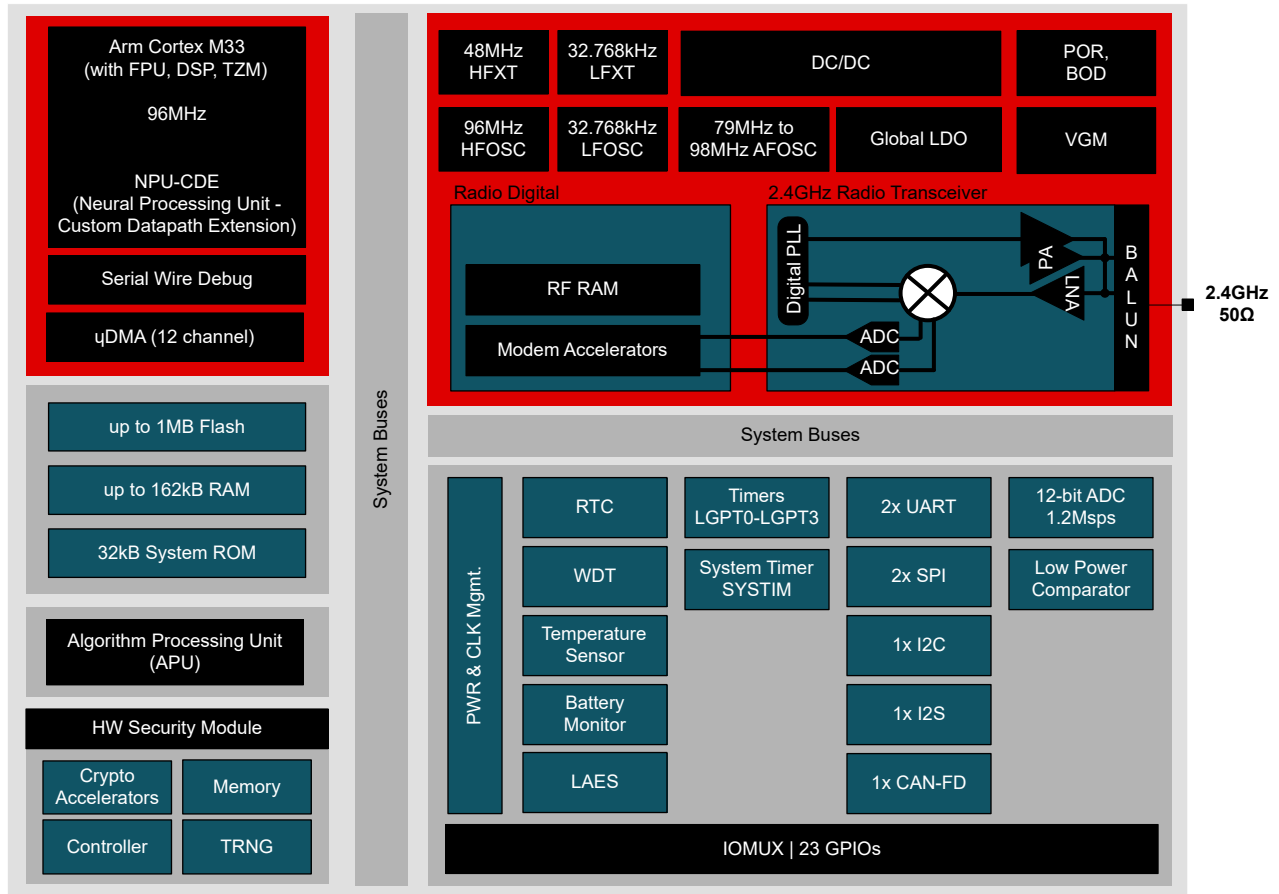 Arm Cortex M33
(with FPU, DSP, TZM)
96MHz
NPU-CDE
(Neural Processing Unit -
Custom Datapath Extension)
Serial Wire Debug
ɥDMA (12 channel)
up to 1MB Flash
up to 162kB RAM
32kB System ROM
Algorithm Processing Unit
(APU)
HW Security Module
Crypto
Accelerators
Memory
Controller
TRNG
System Buses
48MHz
HFXT
32.768kHz
LFXT
DC/DC
POR,
BOD
96MHz
HFOSC
32.768kHz
LFOSC
79MHz to
98MHz AFOSC
Global LDO
VGM
Radio Digital
RF RAM
Modem Accelerators
2.4GHz Radio Transceiver
Digital PLL
PA
LNA
ADC
ADC
BALUN
2.4GHz
50Ω
System Buses
PWR & CLK Mgmt.
RTC
WDT
Temperature
Sensor
Battery
Monitor
LAES
Timers
LGPT0-LGPT3
System Timer
SYSTIM
2x UART
2x SPI
1x I2C
1x I2S
1x CAN-FD
12-bit ADC
1.2Msps
Low Power
Comparator
IOMUX | 23 GPIOs